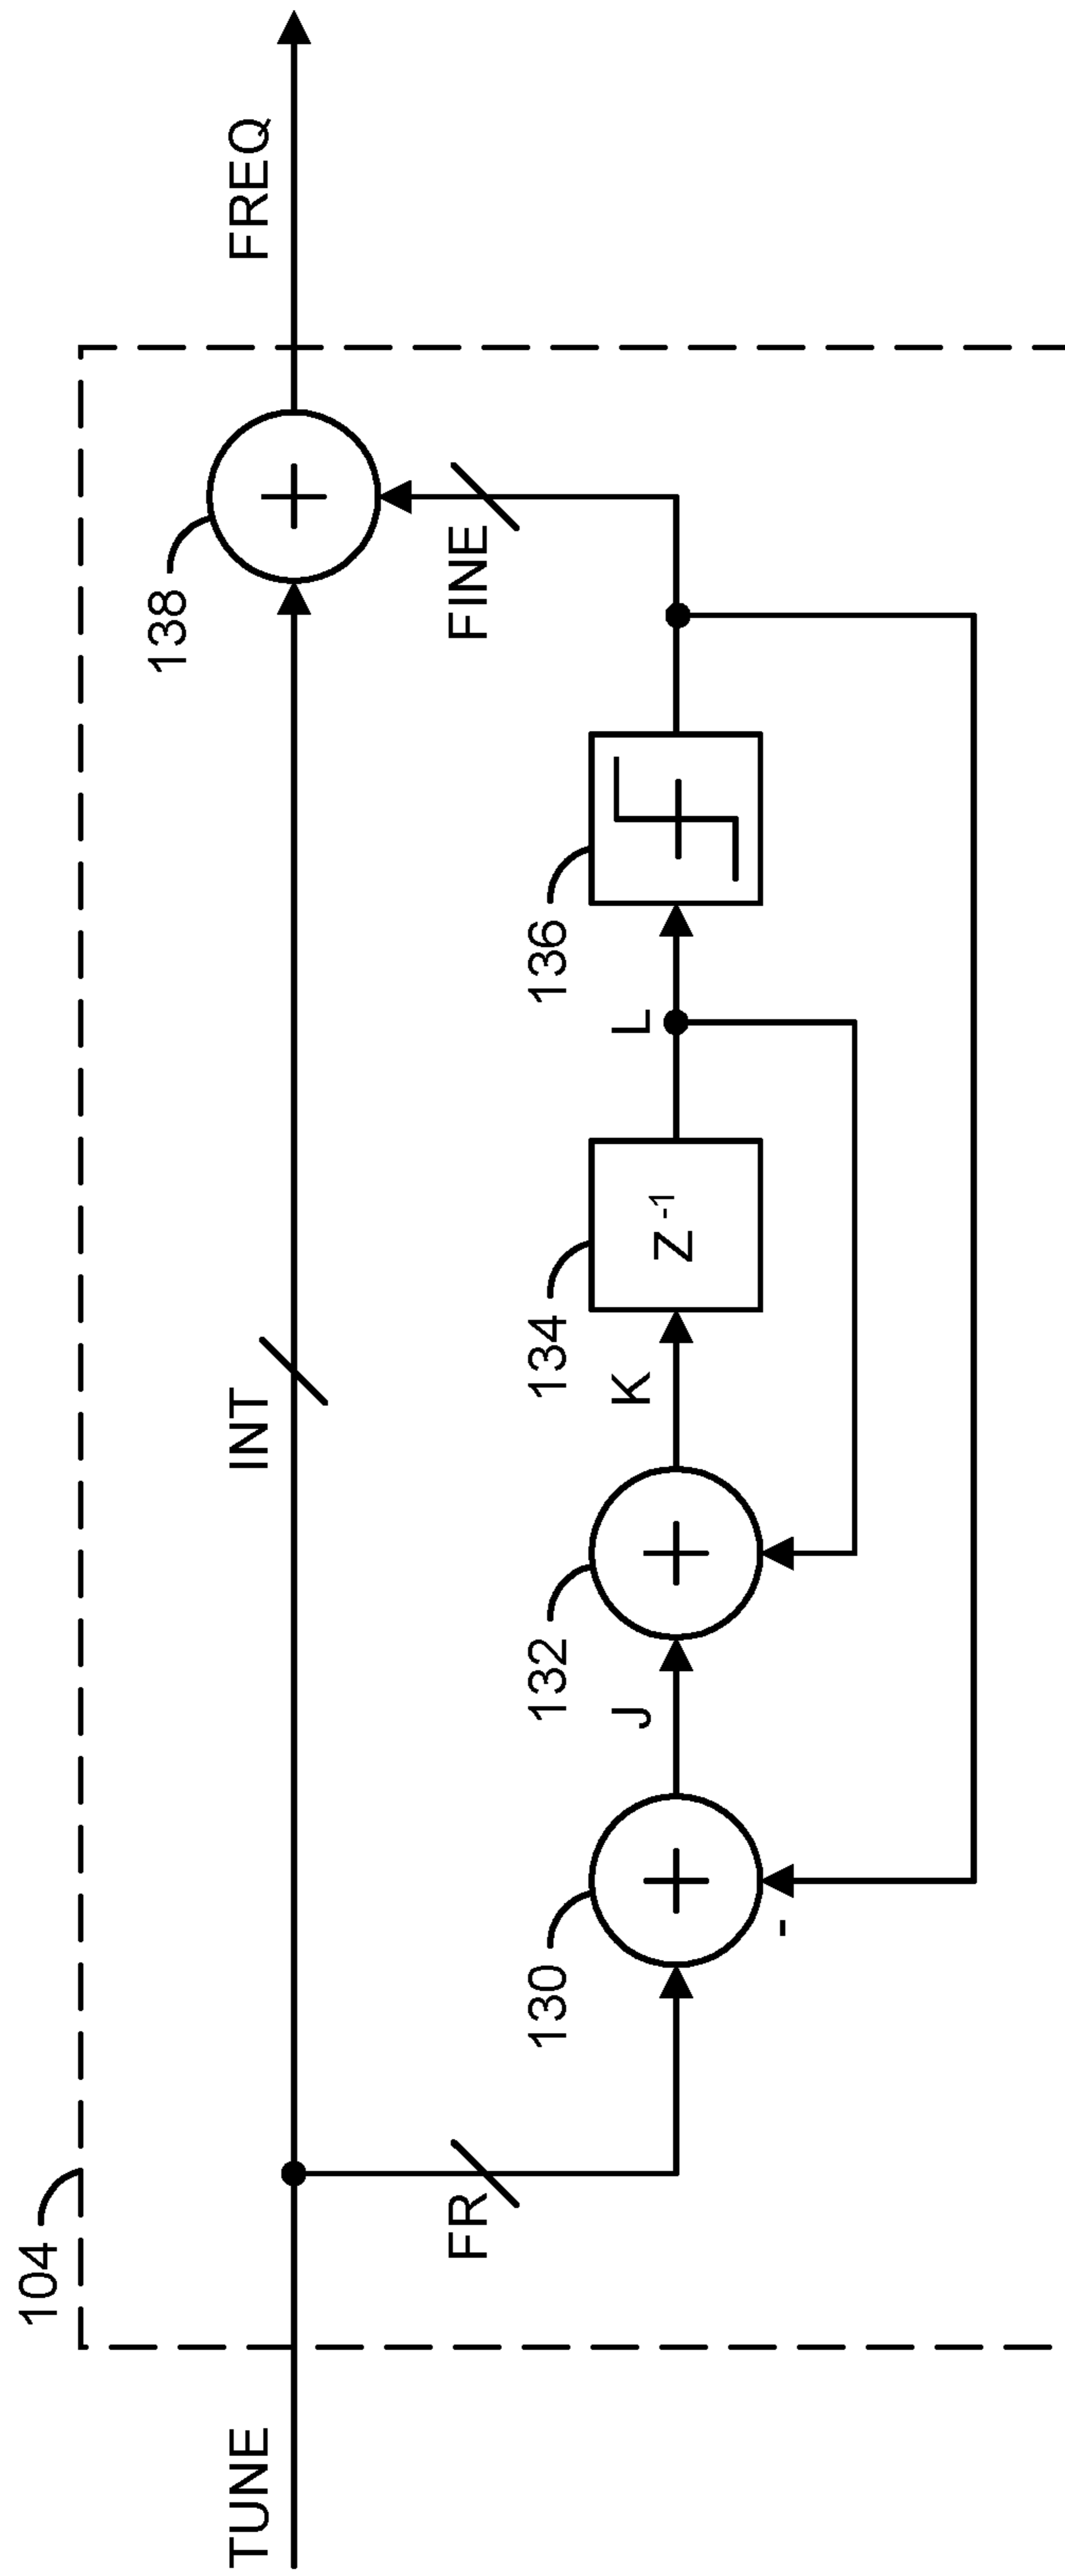 104
TUNE
INT
138
FREQ
FR
FINE
130
J
132
K
134
Z -1
L
136
-